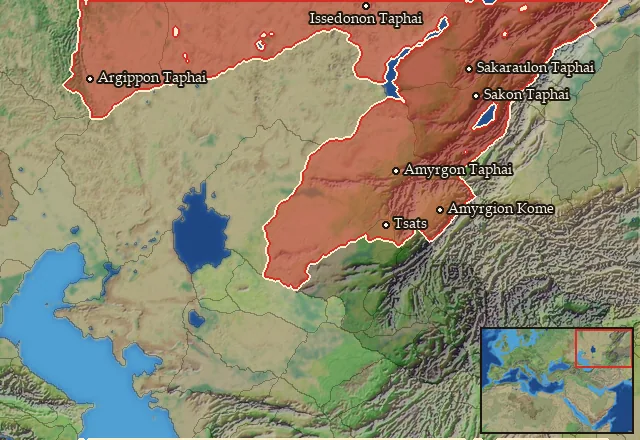 Issedonon Taphai
Argippon Taphai
Sakaraulon Taphai
Sakon Taphai
Amyrgon Taphai
Amyrgion Kome
Tsats